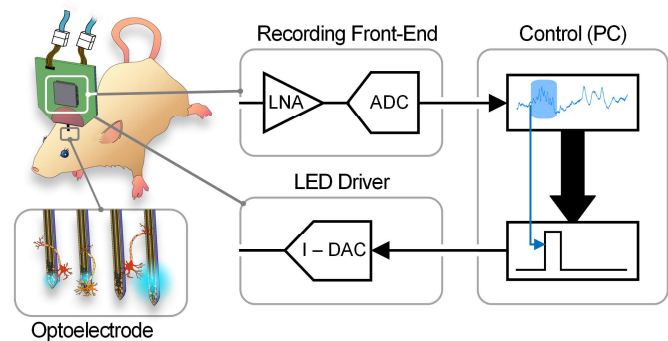 Recording Front-End
Control (PC)
LNA
ADC
LED Driver
I – DAC
Optoelectrode